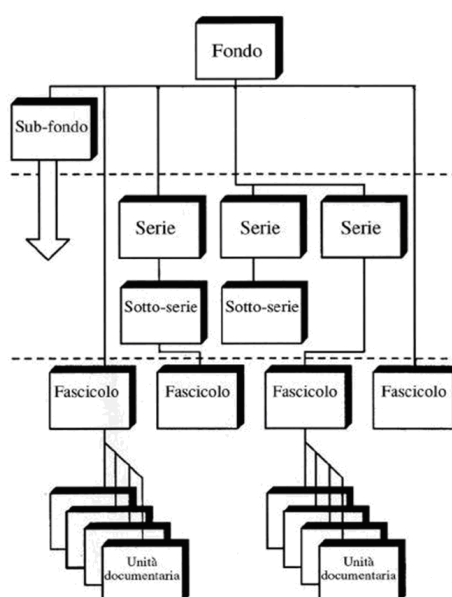 Fondo
Sub-fondo
Serie
Serie
Serie
Sotto-serie
Sotto-serie
Fascicolo
Fascicolo
Fascicolo
Fascicolo
Unità
documentaria
Unità
documentaria